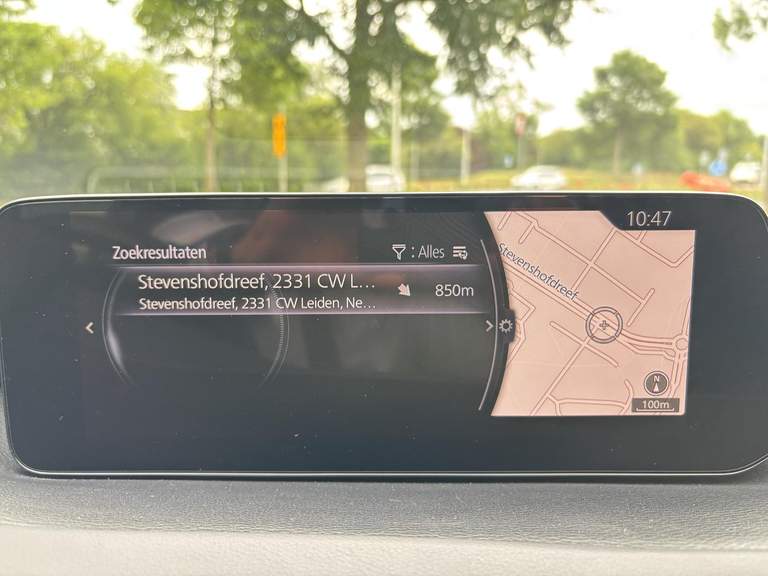 10:47
Zoekresultaten
: Alles
Stevenshofdreef, 2331 CW L...
Stevenshofdreef, 2331 CW Leiden, Ne...
850m
Stevenshofdreef
N
100m